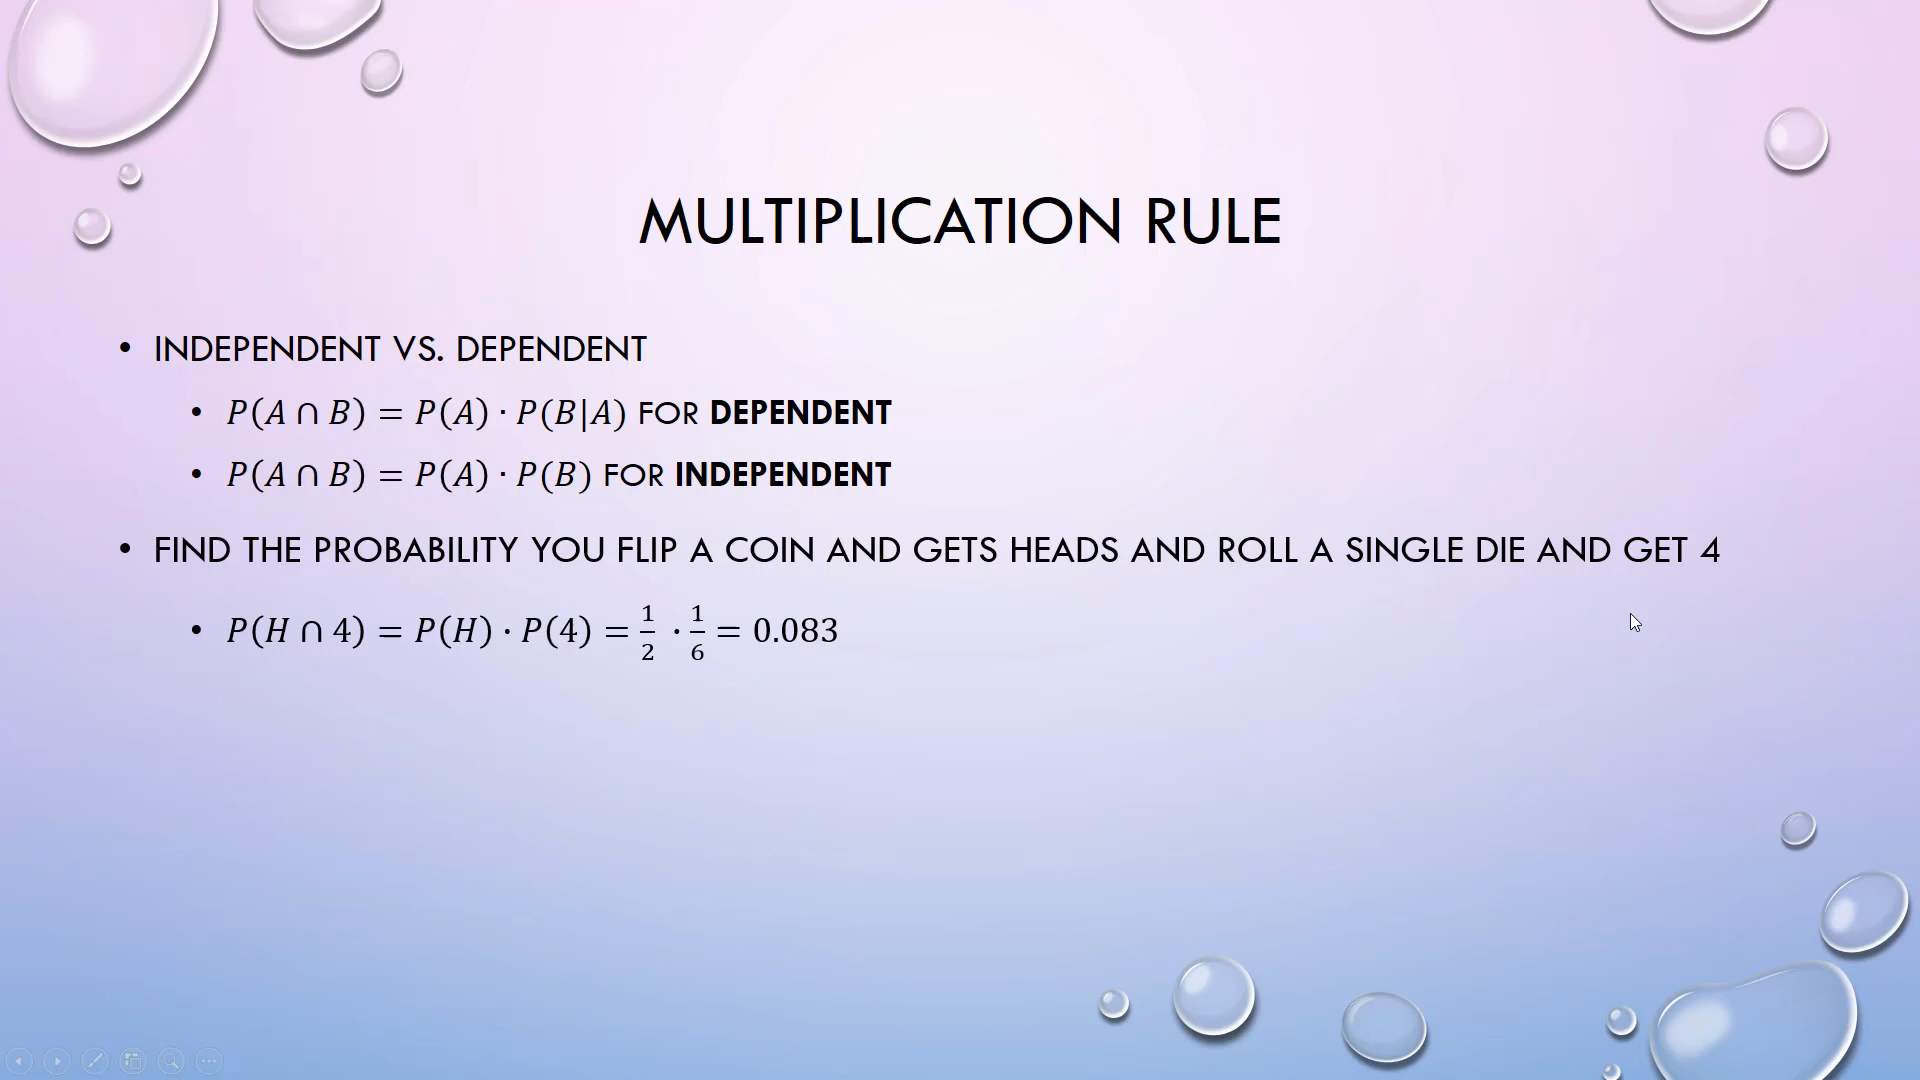 MULTIPLICATION RULE
• INDEPENDENT VS. DEPENDENT
• P(A ∩ B) = P(A) · P(B|A) FOR DEPENDENT
• P(A ∩ B) = P(A) · P(B) FOR INDEPENDENT
• FIND THE PROBABILITY YOU FLIP A COIN AND GETS HEADS AND ROLL A SINGLE DIE AND GET 4
• P(H ∩ 4) = P(H) · P(4) = 1/2 · 1/6 = 0.083